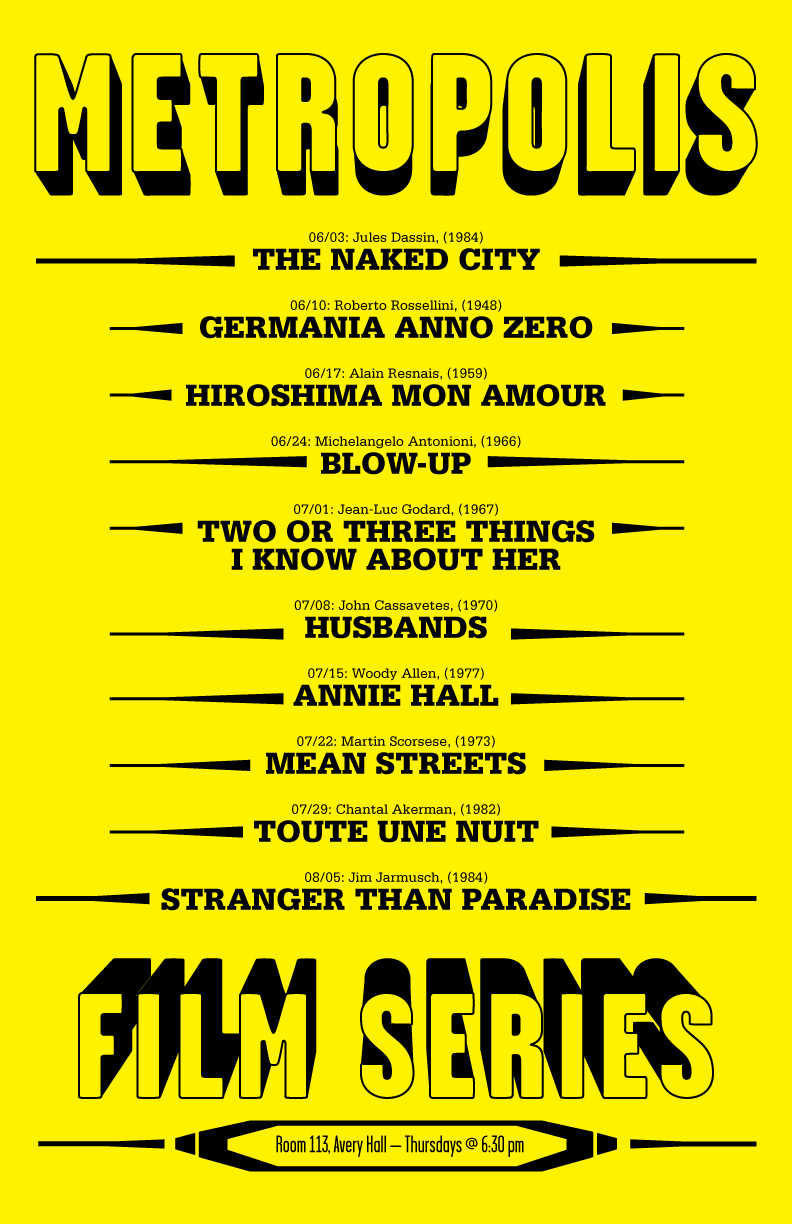 METROPOLIS
06/03: Jules Dassin, (1984)
THE NAKED CITY
06/10: Roberto Rossellini, (1948)
GERMANIA ANNO ZERO
06/17: Alain Resnais, (1959)
HIROSHIMA MON AMOUR
06/24: Michelangelo Antonioni, (1966)
BLOW-UP
07/01: Jean-Luc Godard, (1967)
TWO OR THREE THINGS
I KNOW ABOUT HER
07/08: John Cassavetes, (1970)
HUSBANDS
07/15: Woody Allen, (1977)
ANNIE HALL
07/22: Martin Scorsese, (1973)
MEAN STREETS
07/29: Chantal Akerman, (1982)
TOUTE UNE NUIT
08/05: Jim Jarmusch, (1984)
STRANGER THAN PARADISE
FILM SERIES
Room 113, Avery Hall — Thursdays @ 6:30 pm